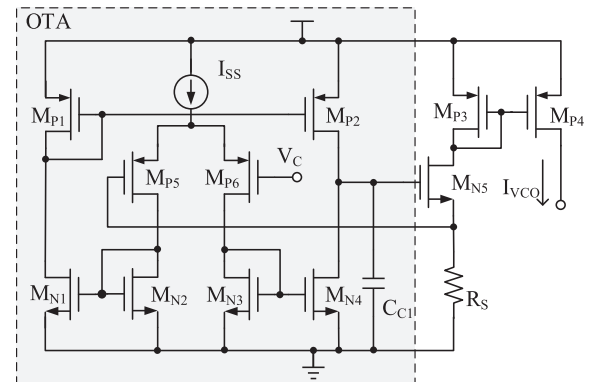 OTA
I_SS
M_P1
M_P2
M_P3
M_P4
M_P5
M_P6
V_C
M_N5
I_VCO
M_N1
M_N2
M_N3
M_N4
C_C1
R_S